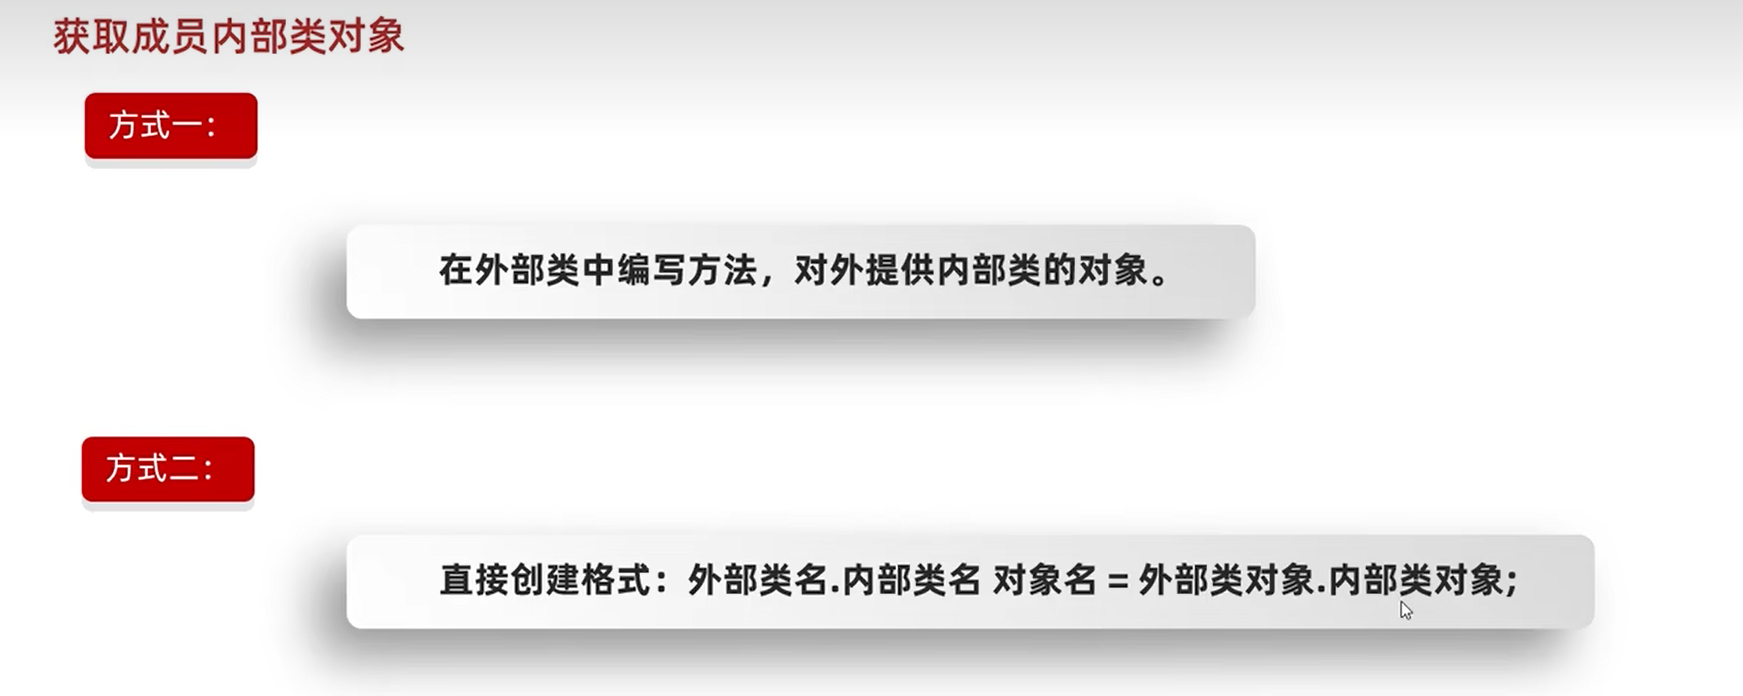 获取成员内部类对象
方式一：
在外部类中编写方法，对外提供内部类的对象。
方式二：
直接创建格式：外部类名.内部类名 对象名 = 外部类对象.内部类对象;